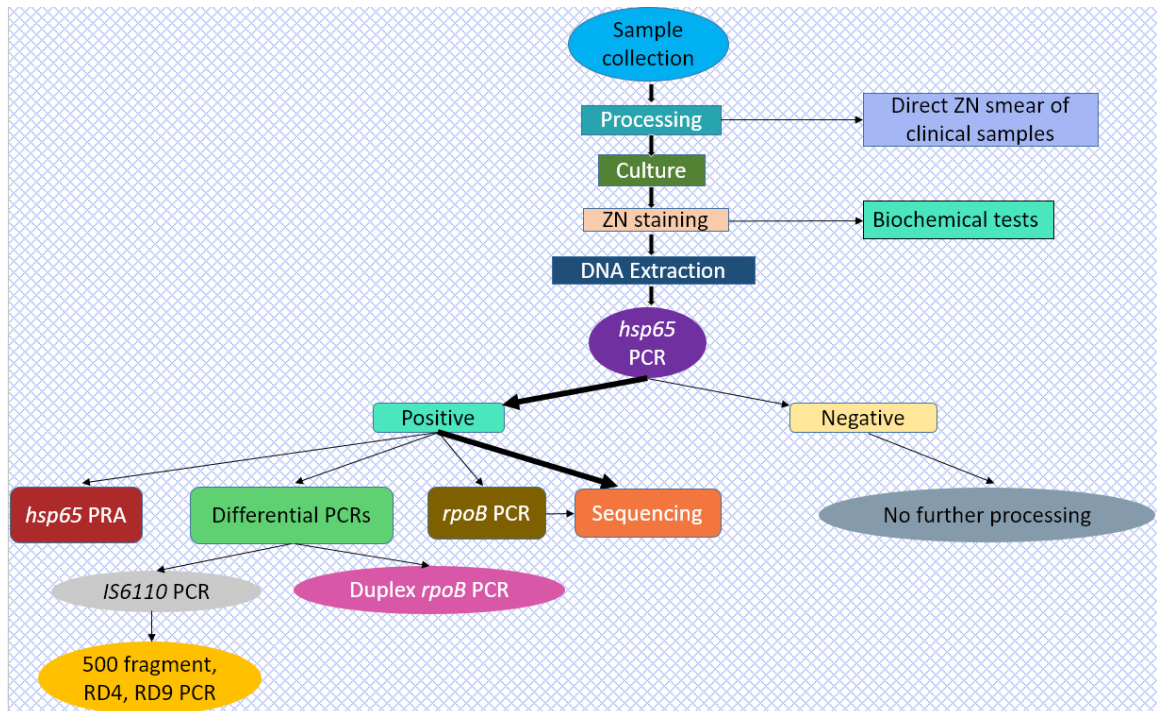 Sample
collection
Processing
Direct ZN smear of
clinical samples
Culture
ZN staining
Biochemical tests
DNA Extraction
hsp65
PCR
Positive
Negative
hsp65 PRA
Differential PCRs
rpoB PCR
Sequencing
No further processing
IS6110 PCR
Duplex rpoB PCR
500 fragment,
RD4, RD9 PCR